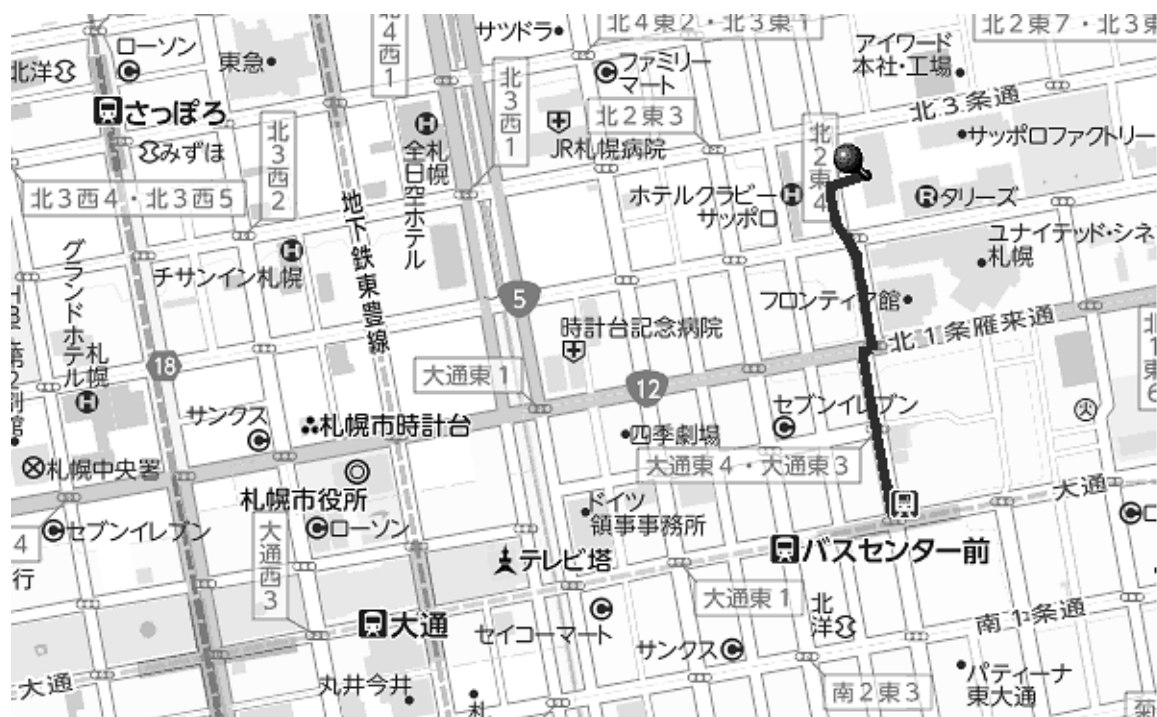 ローソン
北洋
東急
北4西1
サツドラ
北4東2・北3東1
ファミリーマート
アイワード
本社・工場
北2東7・北3東
さっぽろ
みずほ
北3西4・北3西5
北3西2
全札
日幌
空ホテル
北3西1
JR札幌病院
北2東3
北2東4
北3条通
サッポロファクトリー
ホテルクラビー
サッポロ
タリーズ
ユナイテッド・シネ
札幌
グランドホテル
札幌
チサンイン札幌
地下鉄東豊線
5
時計台記念病院
フロンティア館
北1条雁来通
18
大通東1
12
サンクス
札幌市時計台
セブンイレブン
四季劇場
大通東4・大通東3
札幌中央署
札幌市役所
ローソン
セブンイレブン
大通西3
ドイツ
領事事務所
テレビ塔
大通
バスセンター前
4
行
大通東1
北洋
大通
セイコーマート
サンクス
南1条通
大通
丸井今井
札
南2東3
パティーナ
東大通